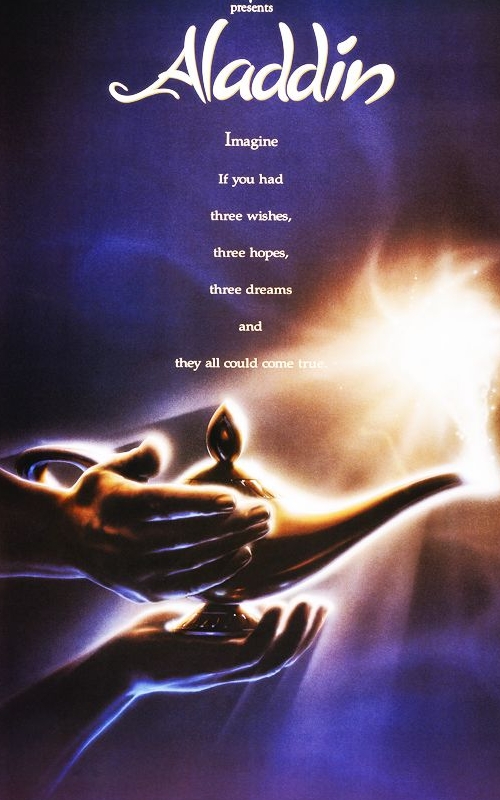 presents
Aladdin
Imagine
If you had
three wishes,
three hopes,
three dreams
and
they all could come true.